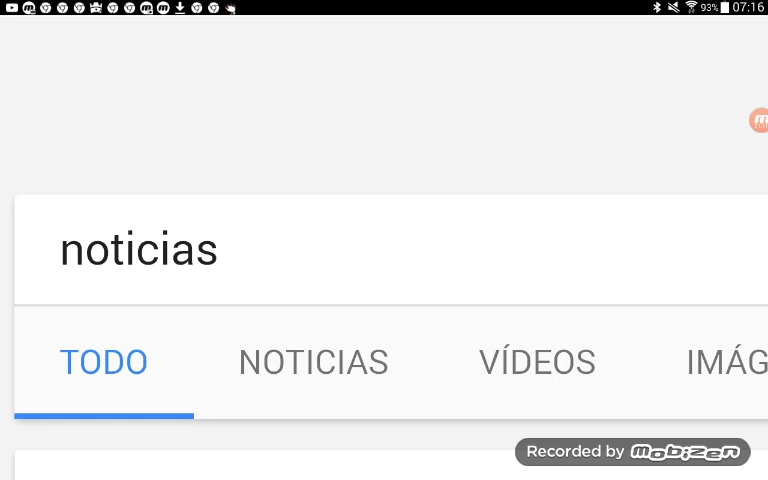 93% 07:16
noticias
TODO NOTICIAS VÍDEOS IMÁG
Recorded by mobizen